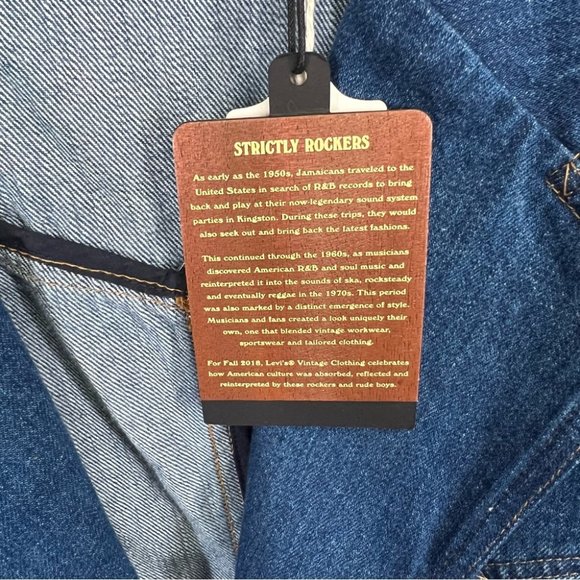 STRICTLY ROCKERS
As early as the 1950s, Jamaicans traveled to the
United States in search of R&B records to bring
back and play at their now-legendary sound system
parties in Kingston. During these trips, they would
also seek out and bring back the latest fashions.
This continued through the 1960s, as musicians
discovered American R&B and soul music and
reinterpreted it into the sounds of ska, rocksteady
and eventually reggae in the 1970s. This period
was also marked by a distinct emergence of style.
Musicians and fans created a look uniquely their
own, one that blended vintage workwear,
sportswear and tailored clothing.
For Fall 2018, Levi's® Vintage Clothing celebrates
how American culture was absorbed, reflected and
reinterpreted by these rockers and rude boys.